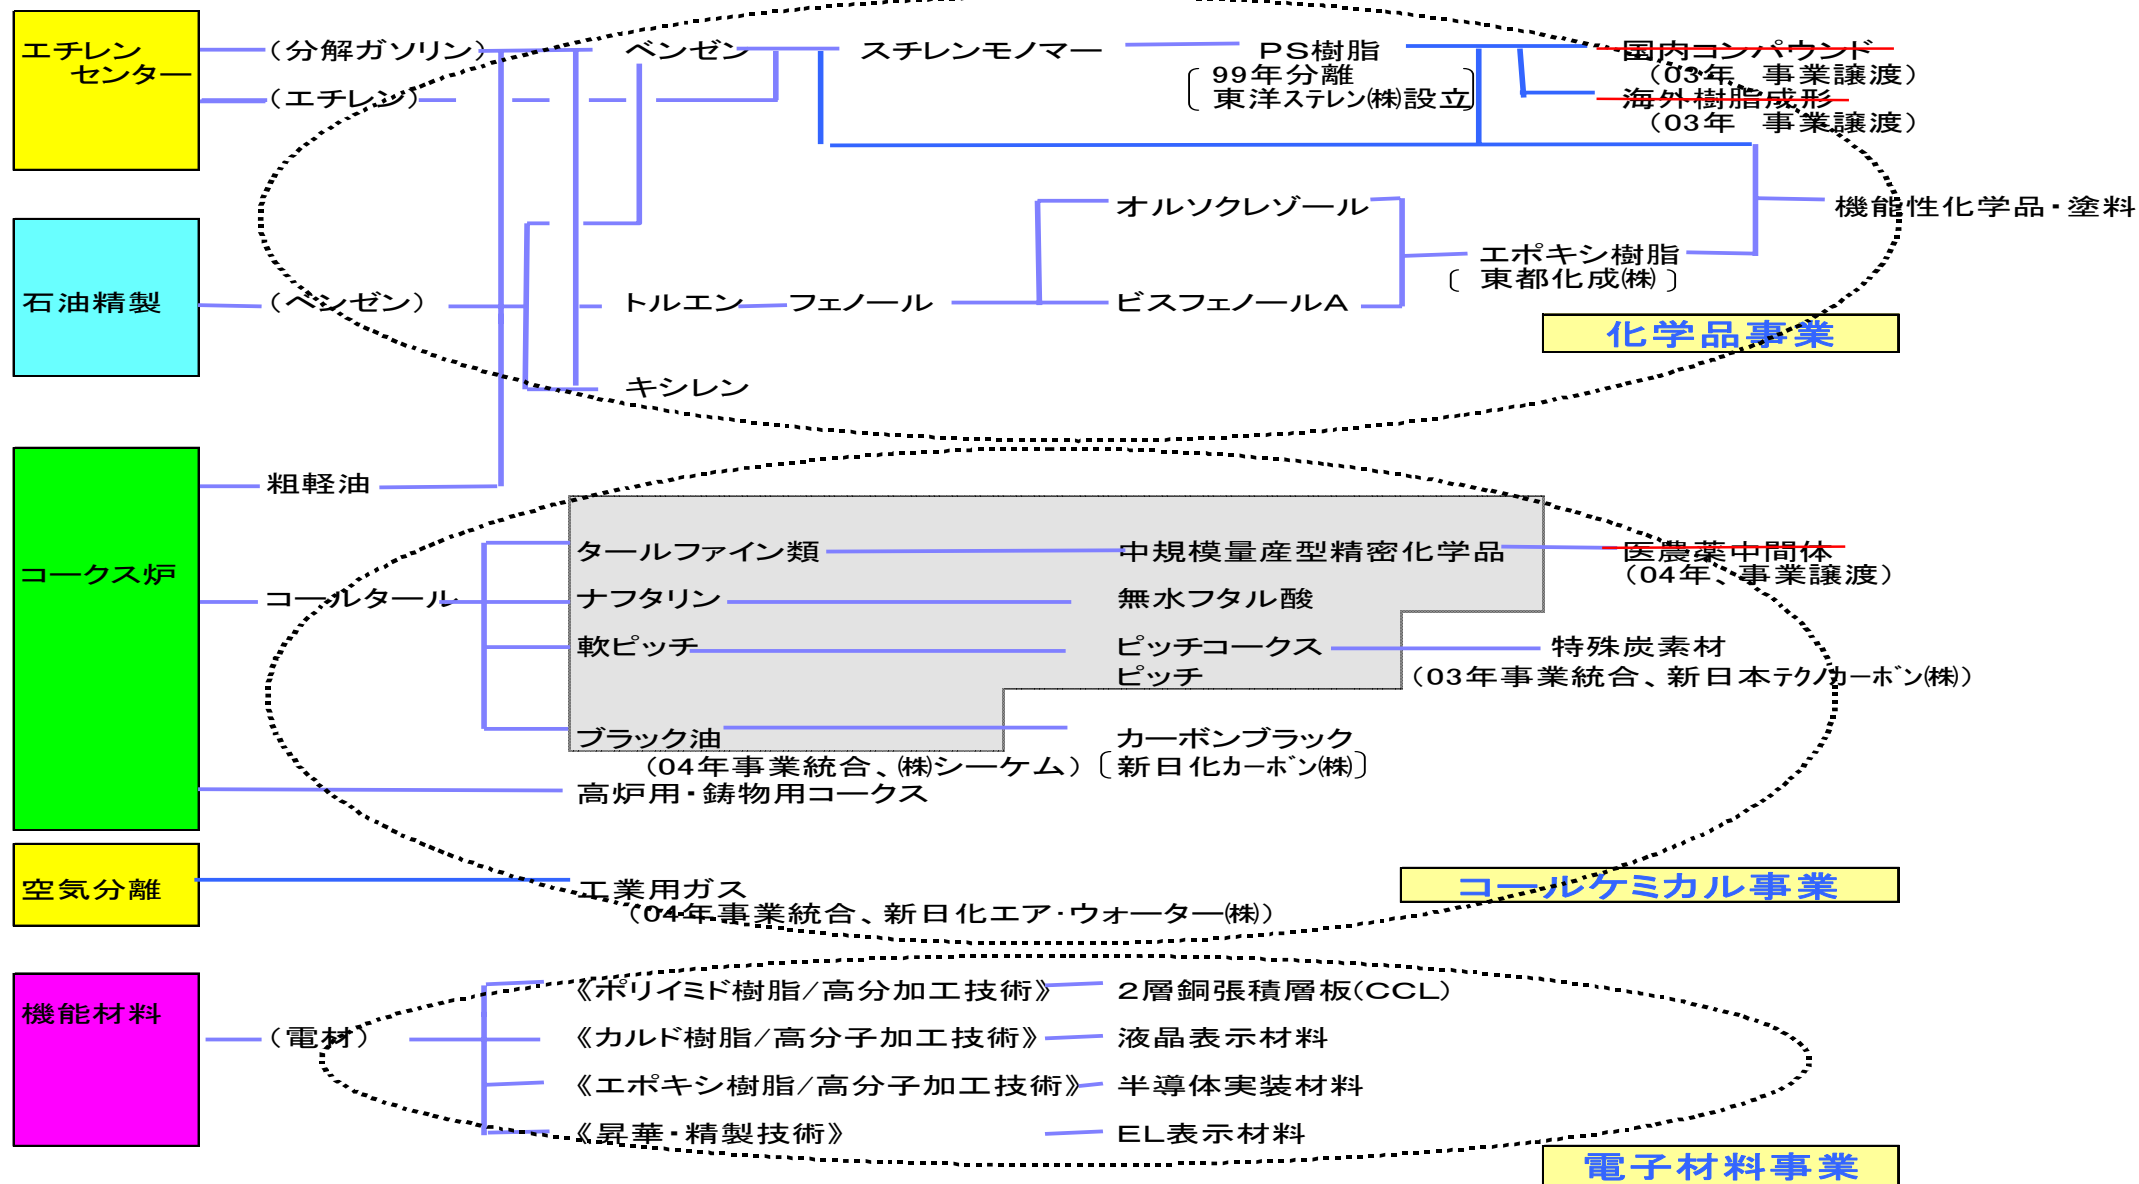 エチレン
センター
(分解ガソリン)
ベンゼン
スチレンモノマー
PS樹脂
国内コンパウンド
99年分離
(03年 事業譲渡)
(エチレン)
東洋ステレン㈱設立
海外樹脂成形
(03年 事業譲渡)
オルソクレゾール
機能性化学品・塗料
エポキシ樹脂
東都化成㈱
石油精製
(ベンゼン)
トルエン
フェノール
ビスフェノールA
化学品事業
キシレン
粗軽油
コークス炉
タールファイン類
中規模量産型精密化学品
医農薬中間体
(04年、事業譲渡)
コールタール
ナフタリン
無水フタル酸
軟ピッチ
ピッチコークス
特殊炭素材
ピッチ
(03年事業統合、新日本テクノカーボン㈱)
ブラック油
カーボンブラック
(04年事業統合、㈱シーケム)
〔新日化カーボン㈱〕
高炉用・鋳物用コークス
空気分離
工業用ガス
(04年事業統合、新日化エア・ウォーター㈱)
コールケミカル事業
機能材料
(電材)
《ポリイミド樹脂/高分加工技術》
2層銅張積層板(CCL)
《カルド樹脂/高分子加工技術》
液晶表示材料
《エポキシ樹脂/高分子加工技術》
半導体実装材料
《昇華・精製技術》
EL表示材料
電子材料事業